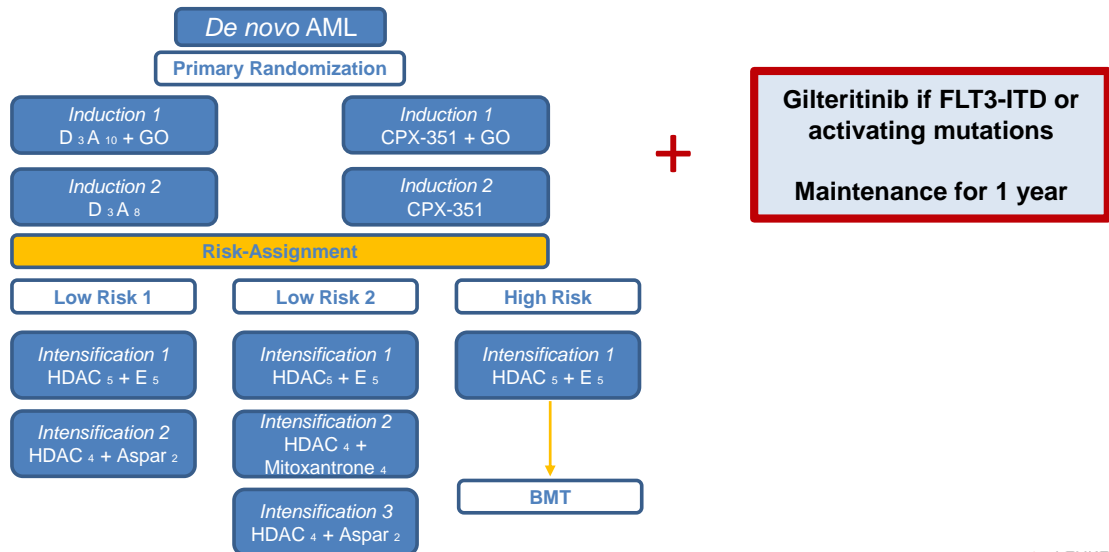 De novo AML
Primary Randomization
Induction 1
D 3 A 10 + GO
Induction 1
CPX-351 + GO
Induction 2
D 3 A 8
Induction 2
CPX-351
+
Gilteritinib if FLT3-ITD or
activating mutations
Maintenance for 1 year
Risk-Assignment
Low Risk 1
Low Risk 2
High Risk
Intensification 1
HDAC 5 + E 5
Intensification 1
HDAC5 + E 5
Intensification 1
HDAC 5 + E 5
Intensification 2
HDAC 4 + Aspar 2
Intensification 2
HDAC 4 +
Mitoxantrone 4
BMT
Intensification 3
HDAC 4 + Aspar 2